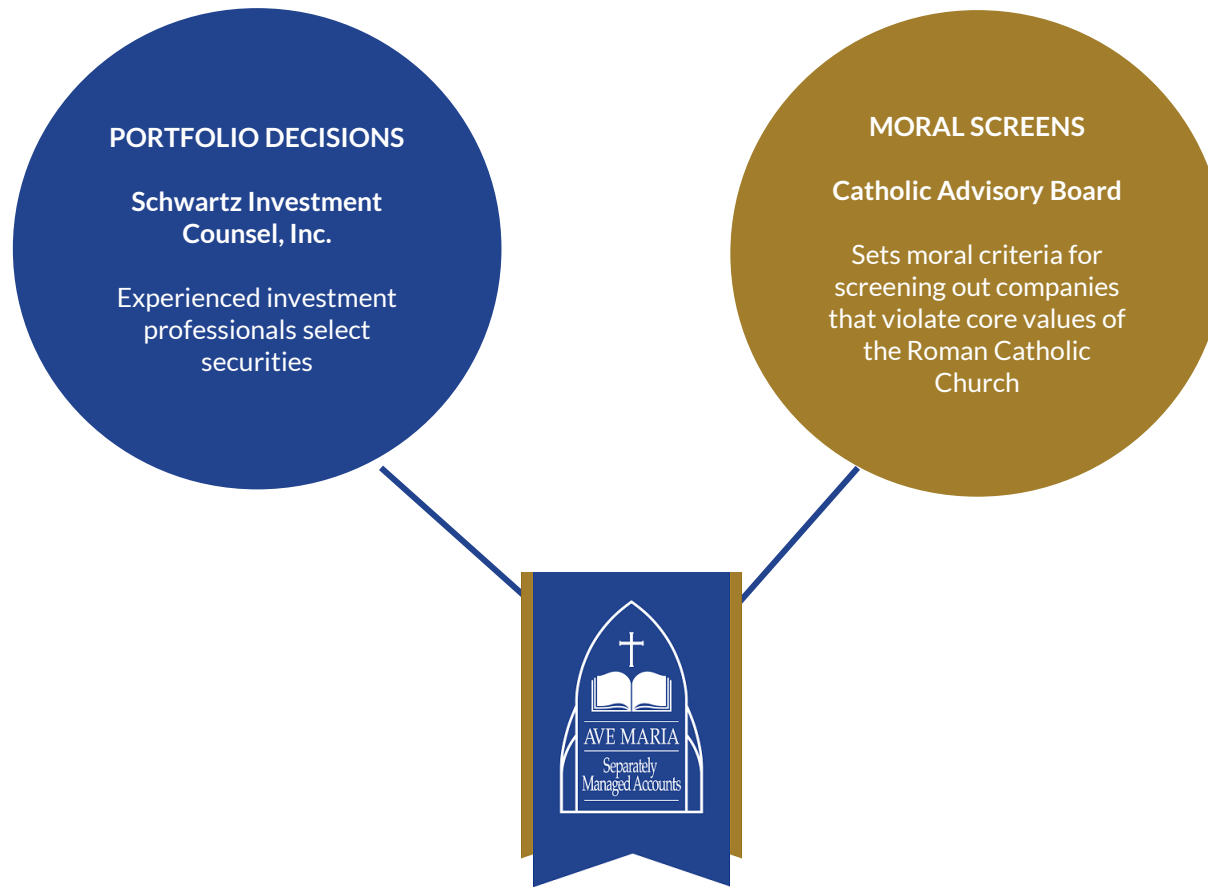 PORTFOLIO DECISIONS
Schwartz Investment
Counsel, Inc.
Experienced investment
professionals select
securities
MORAL SCREENS
Catholic Advisory Board
Sets moral criteria for
screening out companies
that violate core values of
the Roman Catholic
Church
AVE MARIA
Separately
Managed Accounts